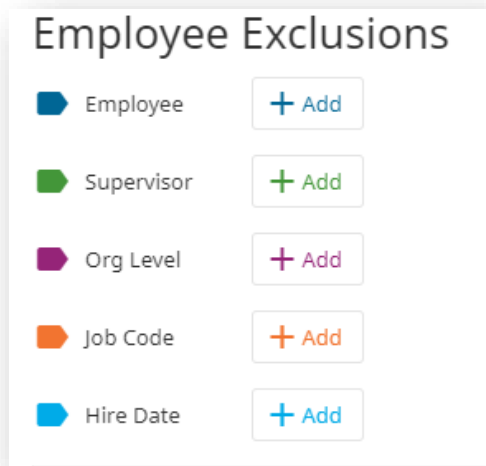 Employee Exclusions
Employee + Add
Supervisor + Add
Org Level + Add
Job Code + Add
Hire Date + Add